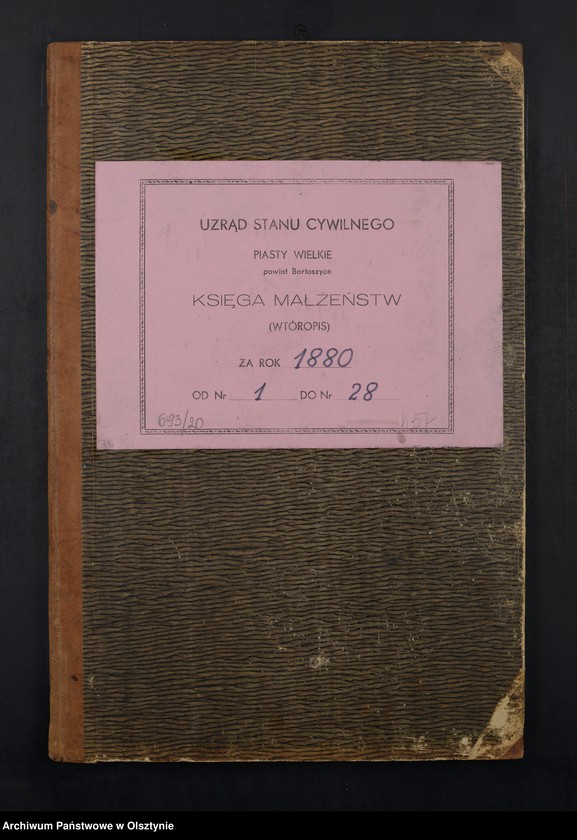 UZRĄD STANU CYWILNEGO
PIASTY WIELKIE
powiat Bartoszyce
KSIĘGA MAŁŻEŃSTW
(WTÓROPIS)
ZA ROK 1880
OD Nr 1 DO Nr 28
693/20
Archiwum Państwowe w Olsztynie